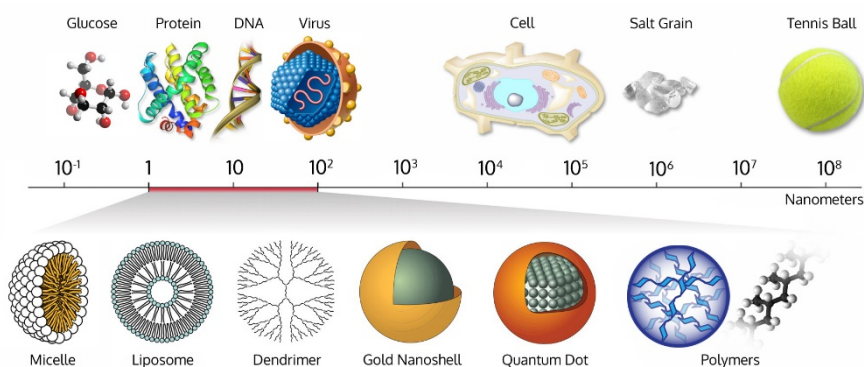 Glucose Protein DNA Virus Cell Salt Grain Tennis Ball
10⁻¹ 1 10 10² 10³ 10⁴ 10⁵ 10⁶ 10⁷ 10⁸
Nanometers
Micelle Liposome Dendrimer Gold Nanoshell Quantum Dot Polymers